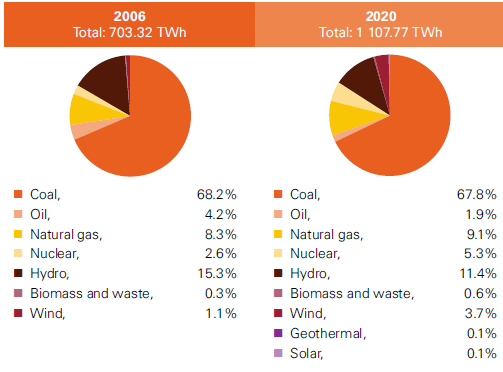 2006
Total: 703.32 TWh
Coal, 68.2%
Oil, 4.2%
Natural gas, 8.3%
Nuclear, 2.6%
Hydro, 15.3%
Biomass and waste, 0.3%
Wind, 1.1%
2020
Total: 1 107.77 TWh
Coal, 67.8%
Oil, 1.9%
Natural gas, 9.1%
Nuclear, 5.3%
Hydro, 11.4%
Biomass and waste, 0.6%
Wind, 3.7%
Geothermal, 0.1%
Solar, 0.1%